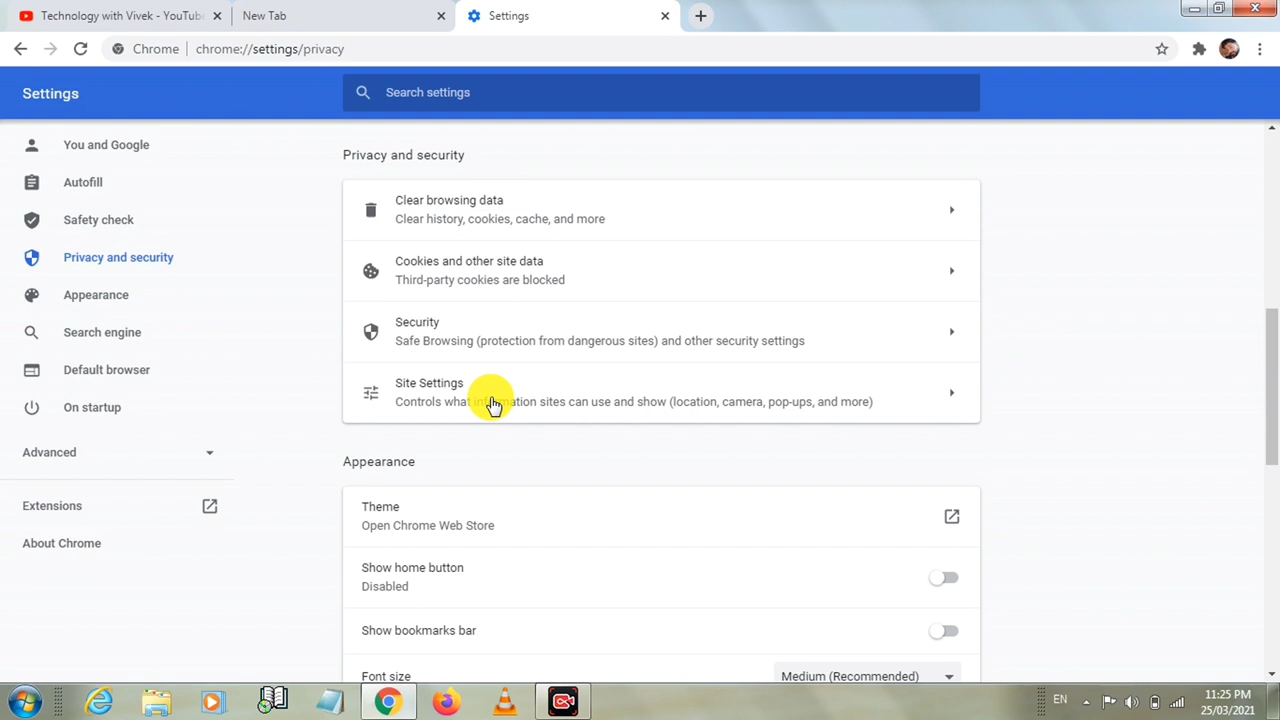 Technology with Vivek - YouTube
New Tab
Settings
Chrome
chrome://settings/privacy
Settings
Search settings
You and Google
Autofill
Safety check
Privacy and security
Appearance
Search engine
Default browser
On startup
Advanced
Extensions
About Chrome
Privacy and security
Clear browsing data
Clear history, cookies, cache, and more
Cookies and other site data
Third-party cookies are blocked
Security
Safe Browsing (protection from dangerous sites) and other security settings
Site Settings
Controls what information sites can use and show (location, camera, pop-ups, and more)
Appearance
Theme
Open Chrome Web Store
Show home button
Disabled
Show bookmarks bar
Font size
Medium (Recommended)
EN
11:25 PM
25/03/2021